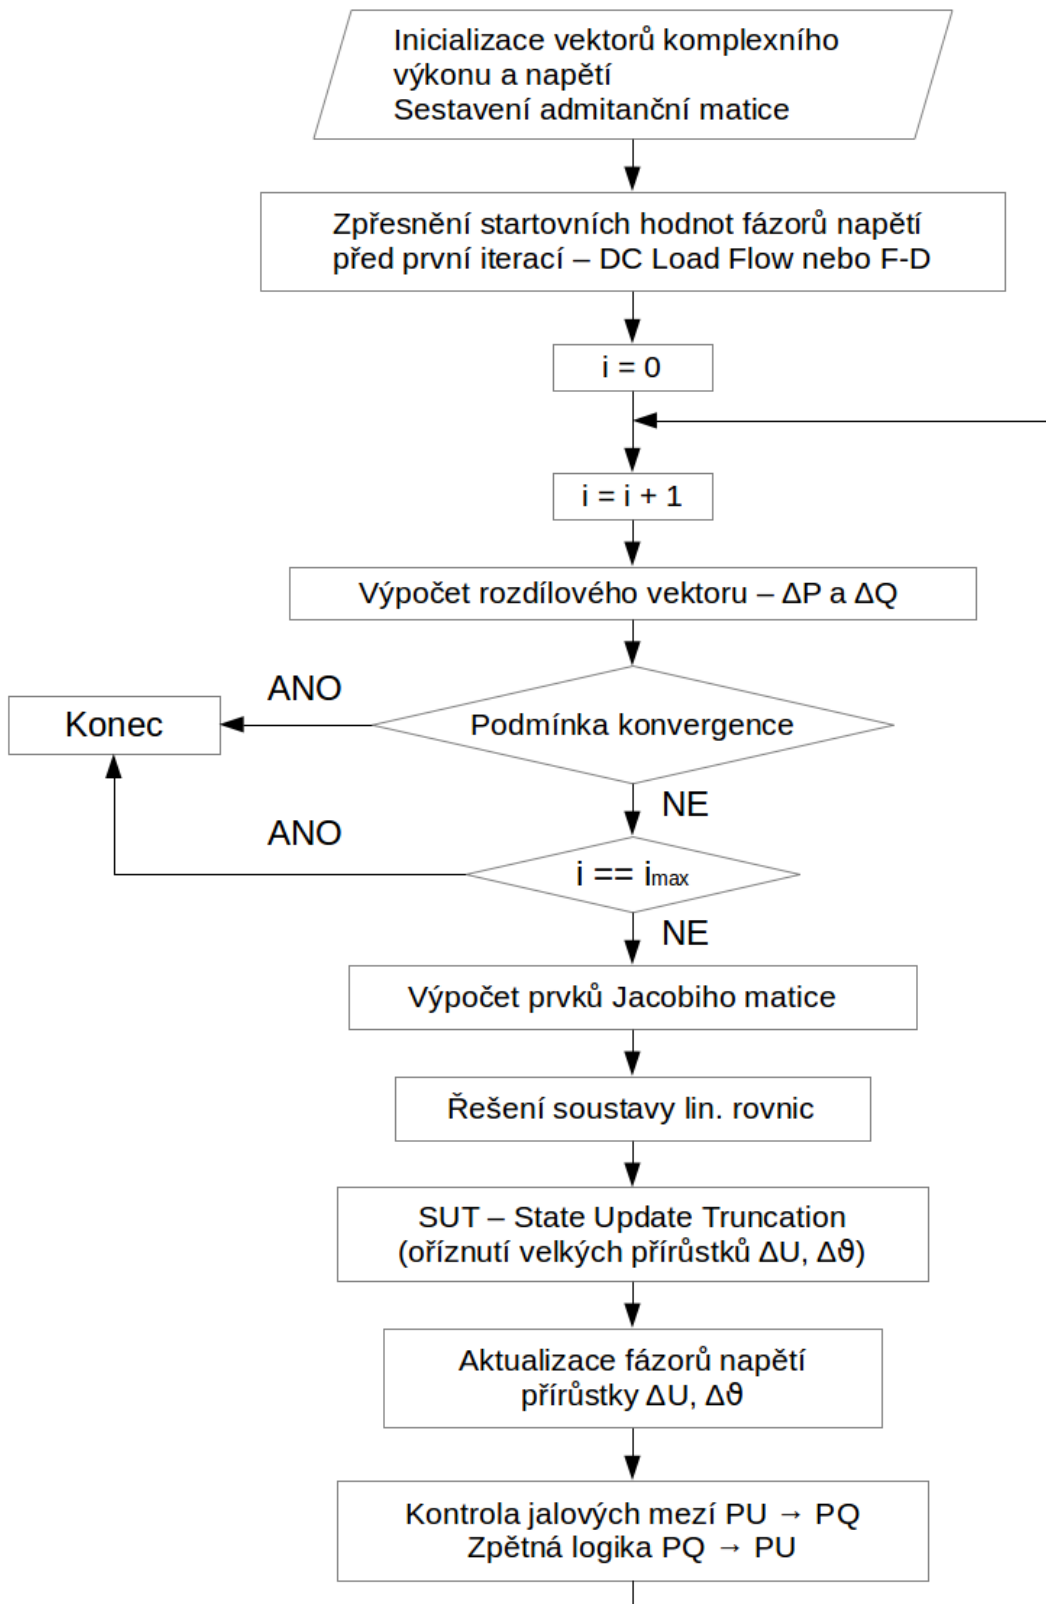 Inicializace vektorů komplexního
výkonu a napětí
Sestavení admitanční matice
Zpřesnění startovních hodnot fázorů napětí
před první iterací – DC Load Flow nebo F-D
i = 0
i = i + 1
Výpočet rozdílového vektoru – ΔP a ΔQ
ANO
Konec
Podmínka konvergence
NE
ANO
i == imax
NE
Výpočet prvků Jacobiho matice
Řešení soustavy lin. rovnic
SUT – State Update Truncation
(oříznutí velkých přírůstků ΔU, Δϑ)
Aktualizace fázorů napětí
přírůstky ΔU, Δϑ
Kontrola jalových mezí PU → PQ
Zpětná logika PQ → PU